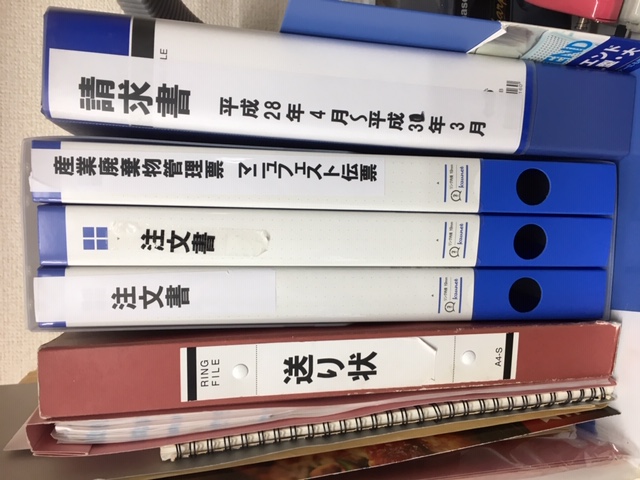 請求書 平成28年4月～平成30年3月
産業廃棄物管理票 マニュフェスト伝票
注文書
注文書
RING FILE
送り状
A4-S